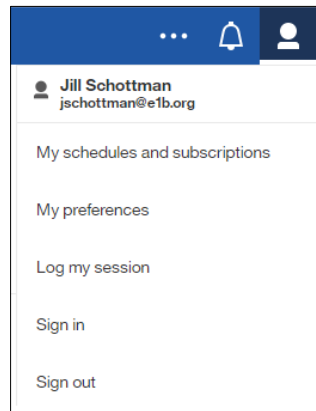 Jill Schottman
jschottman@e1b.org
My schedules and subscriptions
My preferences
Log my session
Sign in
Sign out